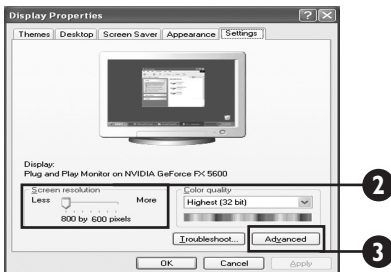 Display Properties
Themes Desktop Screen Saver Appearance Settings
Display:
Plug and Play Monitor on NVIDIA GeForce FX 5600
Screen resolution
Less More
800 by 600 pixels
Color quality
Highest (32 bit)
2
Troubleshoot... Advanced
3
OK Cancel Apply